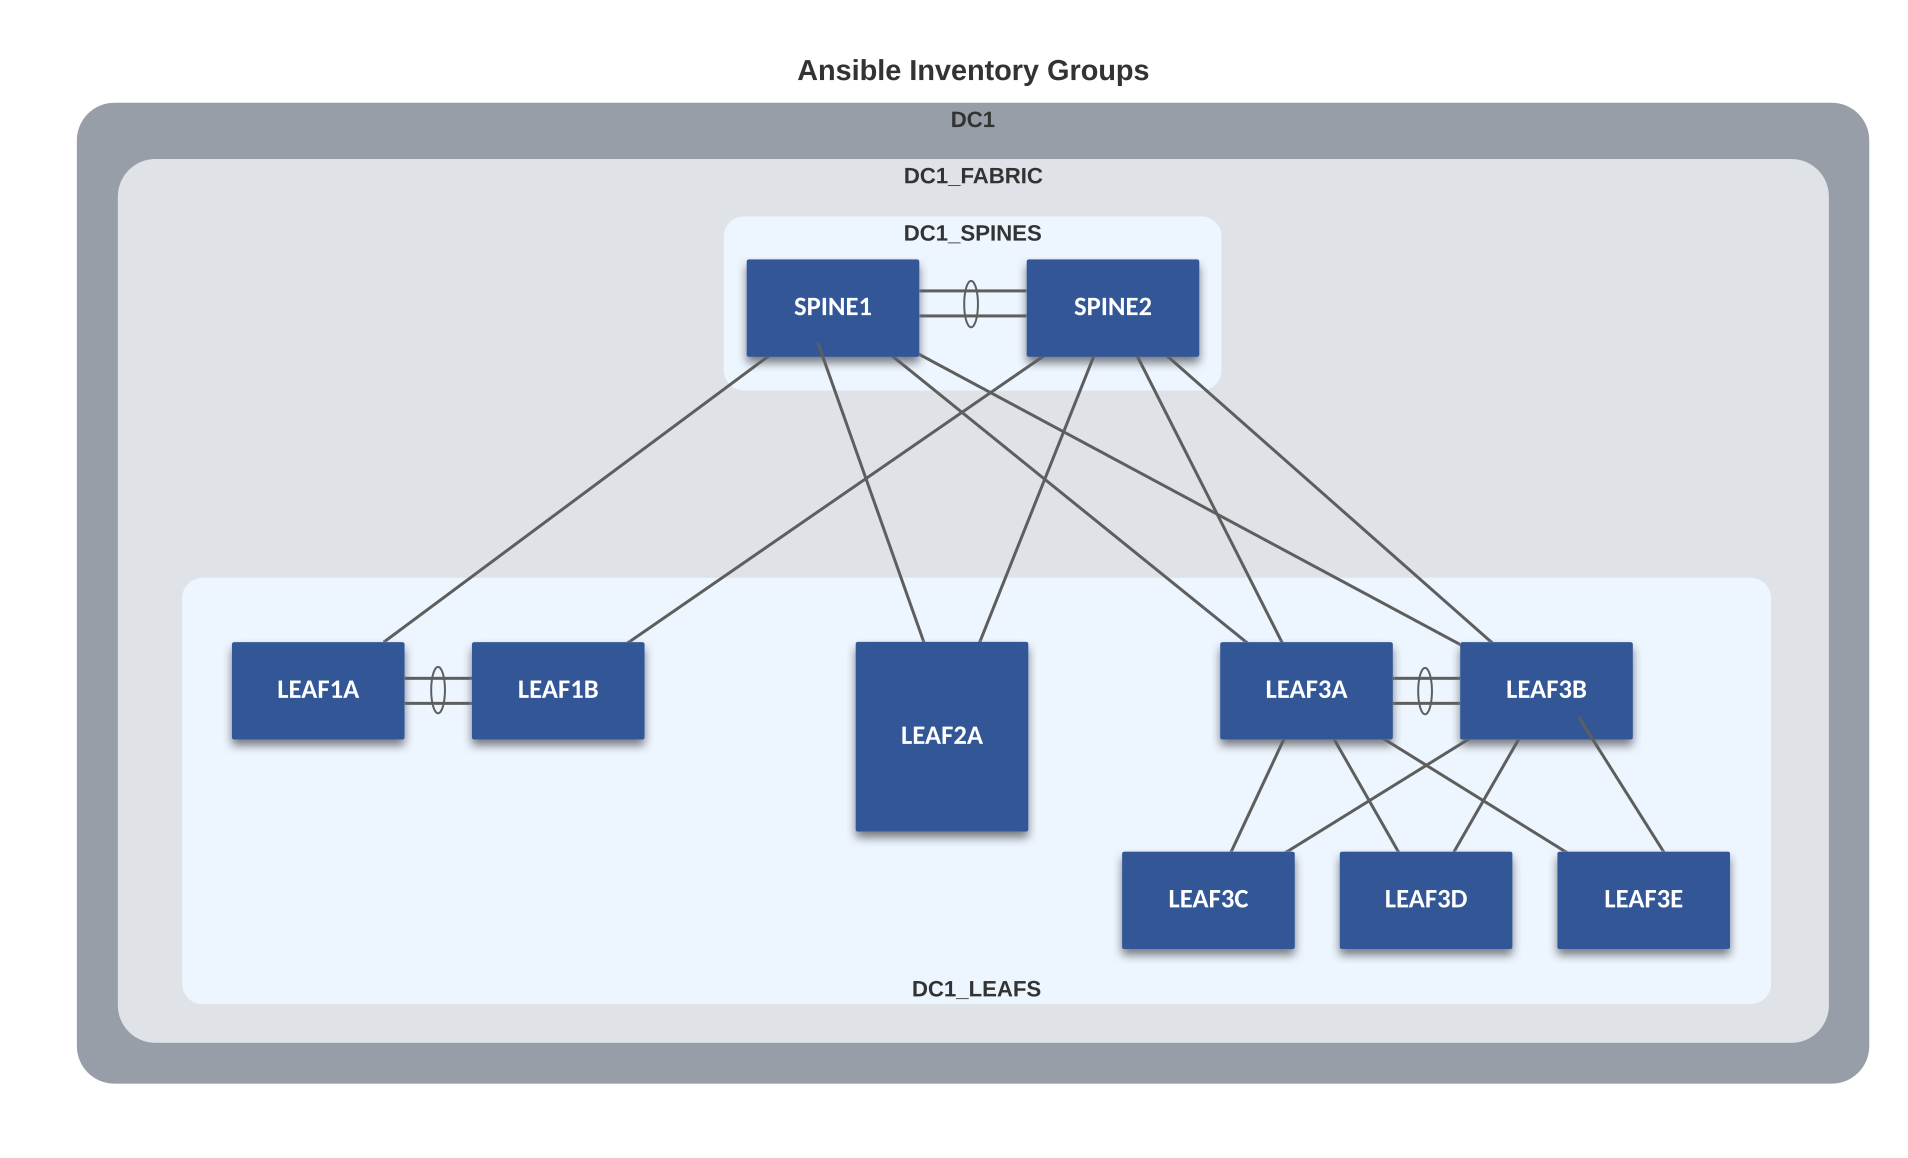 Ansible Inventory Groups
DC1
DC1_FABRIC
DC1_SPINES
SPINE1
SPINE2
LEAF1A
LEAF1B
LEAF2A
LEAF3A
LEAF3B
LEAF3C
LEAF3D
LEAF3E
DC1_LEAFS